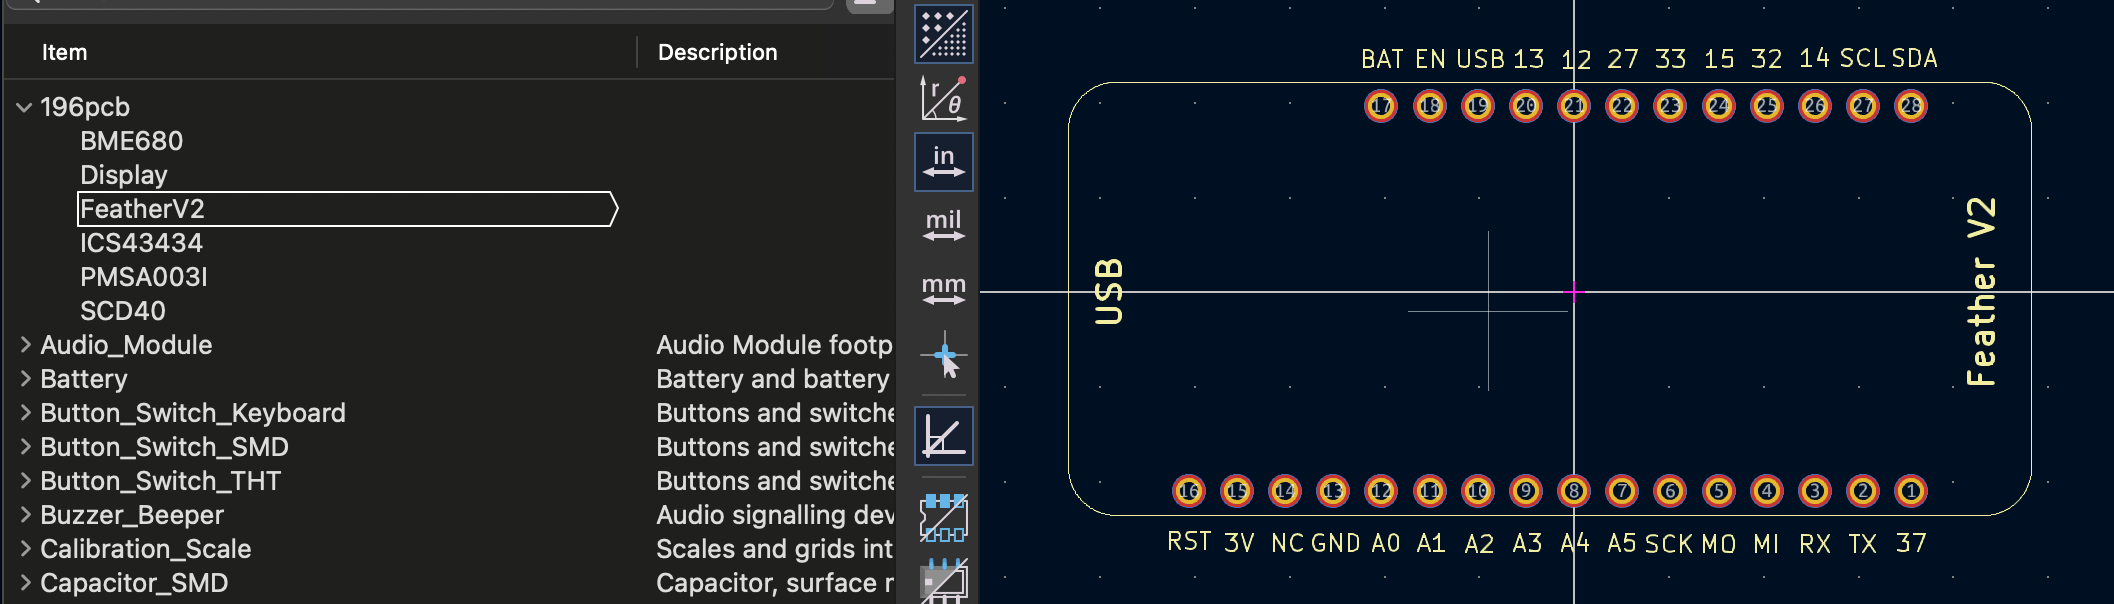 Item Description
196pcb
BME680
Display
FeatherV2
ICS43434
PMSA003I
SCD40
Audio_Module Audio Module footp
Battery Battery and battery
Button_Switch_Keyboard Buttons and switche
Button_Switch_SMD Buttons and switche
Button_Switch_THT Buttons and switche
Buzzer_Beeper Audio signalling dev
Calibration_Scale Scales and grids int
Capacitor_SMD Capacitor, surface r
r θ
in
mil
mm
BAT EN USB 13 12 27 33 15 32 14 SCL SDA
17 18 19 20 21 22 23 24 25 26 27 28
USB
Feather V2
16 15 14 13 12 11 10 9 8 7 6 5 4 3 2 1
RST 3V NC GND A0 A1 A2 A3 A4 A5 SCK MO MI RX TX 37